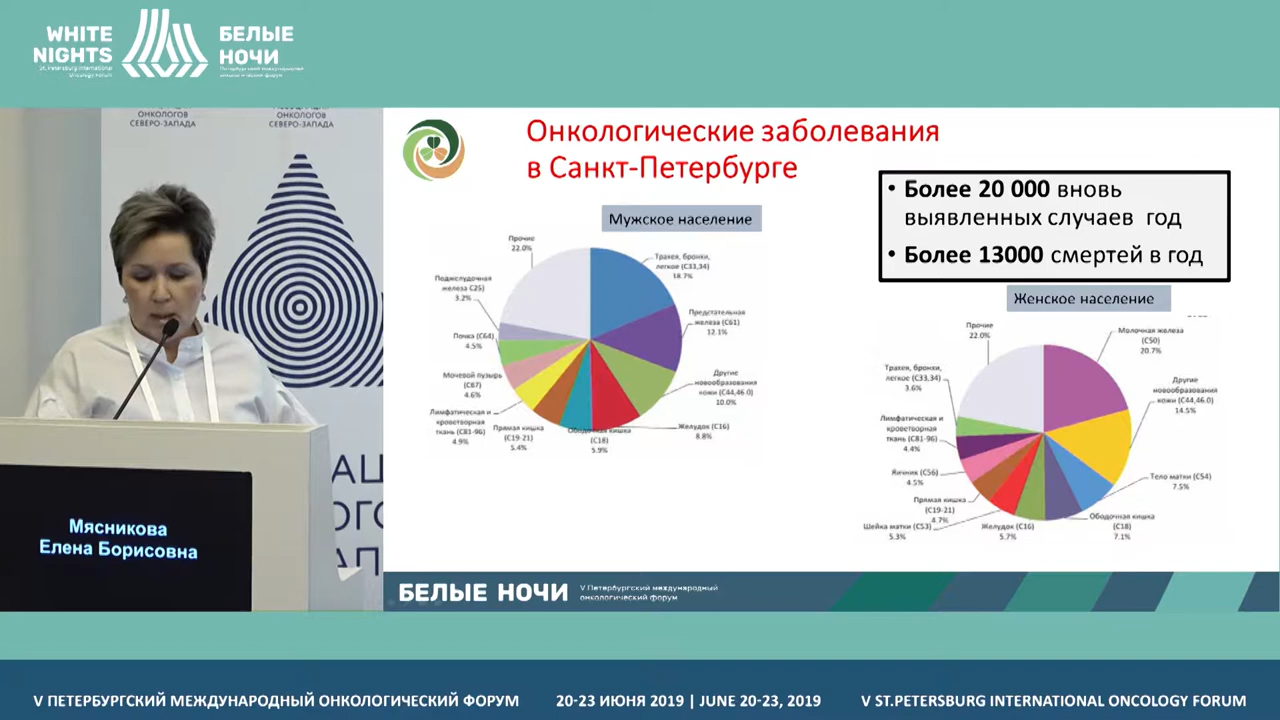 WHITE
NIGHTS
St. Petersburg International
Oncology Forum
БЕЛЫЕ
НОЧИ
Петербургский международный
онкологический форум
ОНКОЛОГОВ
СЕВЕРО-ЗАПАДА
ОНКОЛОГОВ
СЕВЕРО-ЗАПАДА
Мясникова
Елена Борисовна
Онкологические заболевания
в Санкт-Петербурге
• Более 20 000 вновь
выявленных случаев год
• Более 13000 смертей в год
Мужское население
Прочие
22.0%
Трахея, бронхи,
легкое (C33,34)
18.7%
Поджелудочная
железа C25)
3.2%
Предстательная
железа (C61)
12.1%
Почка (C64)
4.5%
Мочевой пузырь
(C67)
4.6%
Другие
новообразования
кожи (C44,46.0)
10.0%
Лимфатическая и
кроветворная
ткань (C81-96)
4.9%
Прямая кишка
(C19-21)
5.4%
Ободочная кишка
(C18)
5.9%
Желудок (C16)
8.8%
Женское население
Прочие
22.0%
Молочная железа
(C50)
20.7%
Трахея, бронхи,
легкое (C33,34)
3.6%
Другие
новообразования
кожи (C44,46.0)
14.5%
Лимфатическая и
кроветворная
ткань (C81-96)
4.4%
Яичник (C56)
4.5%
Тело матки (C54)
7.5%
Прямая кишка
(C19-21)
4.7%
Шейка матки (C53)
5.3%
Желудок (C16)
5.7%
Ободочная кишка
(C18)
7.1%
БЕЛЫЕ НОЧИ
V Петербургский международный
онкологический форум
V ПЕТЕРБУРГСКИЙ МЕЖДУНАРОДНЫЙ ОНКОЛОГИЧЕСКИЙ ФОРУМ
20-23 ИЮНЯ 2019 | JUNE 20-23, 2019
V ST.PETERSBURG INTERNATIONAL ONCOLOGY FORUM